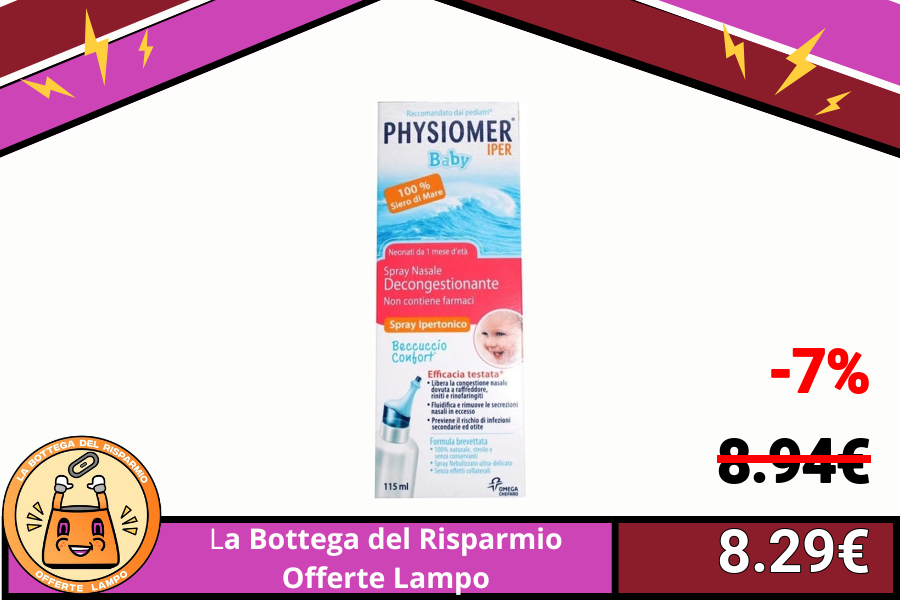 Raccomandato dai pediatri*
PHYSIOMER®
IPER
Baby
100 %
Siero di Mare
Neonati da 1 mese d'età
Spray Nasale
Decongestionante
Non contiene farmaci
Spray Ipertonico
Beccuccio
Confort
Efficacia testata*
• Libera la congestione nasale
dovuta a raffreddore,
riniti e rinofaringiti
• Fluidifica e rimuove le secrezioni
nasali in eccesso
• Previene il rischio di infezioni
secondarie ed otite
Formula brevettata
• 100% naturale, sterile e
senza conservanti
• Spray Nebulizzato ultra-delicato
• Senza effetti collaterali
115 ml
OMEGA
CHEFARO
-7%
8.94€
8.29€
LA BOTTEGA DEL RISPARMIO
OFFERTE LAMPO
La Bottega del Risparmio
Offerte Lampo